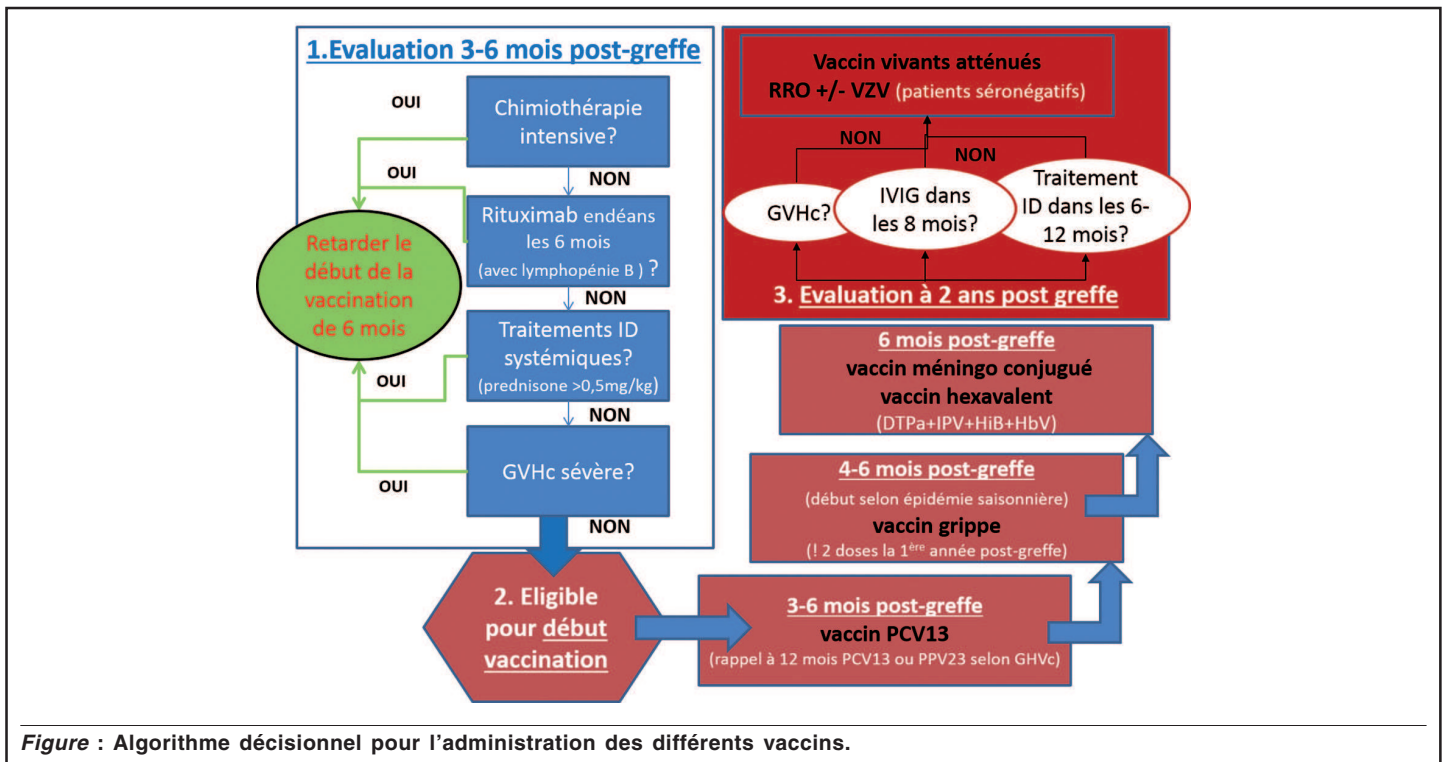 1.Evaluation 3-6 mois post-greffe
OUI
Chimiothérapie
intensive?
NON
OUI
Rituximab endéans
les 6 mois
(avec lymphopénie B ) ?
NON
Retarder le
début de la
vaccination
de 6 mois
Traitements ID
systémiques?
(prednisone >0,5mg/kg)
OUI
NON
GVHc sévère?
OUI
NON
2. Eligible
pour début
vaccination
3-6 mois post-greffe
vaccin PCV13
(rappel à 12 mois PCV13 ou PPV23 selon GHVc)
4-6 mois post-greffe
(début selon épidémie saisonnière)
vaccin grippe
(! 2 doses la 1ère année post-greffe)
6 mois post-greffe
vaccin méningo conjugué
vaccin hexavalent
(DTPa+IPV+HiB+HbV)
Vaccin vivants atténués
RRO +/- VZV (patients séronégatifs)
NON
NON
GVHc?
IVIG dans
les 8 mois?
Traitement
ID dans les 6-
12 mois?
3. Evaluation à 2 ans post greffe
Figure : Algorithme décisionnel pour l'administration des différents vaccins.